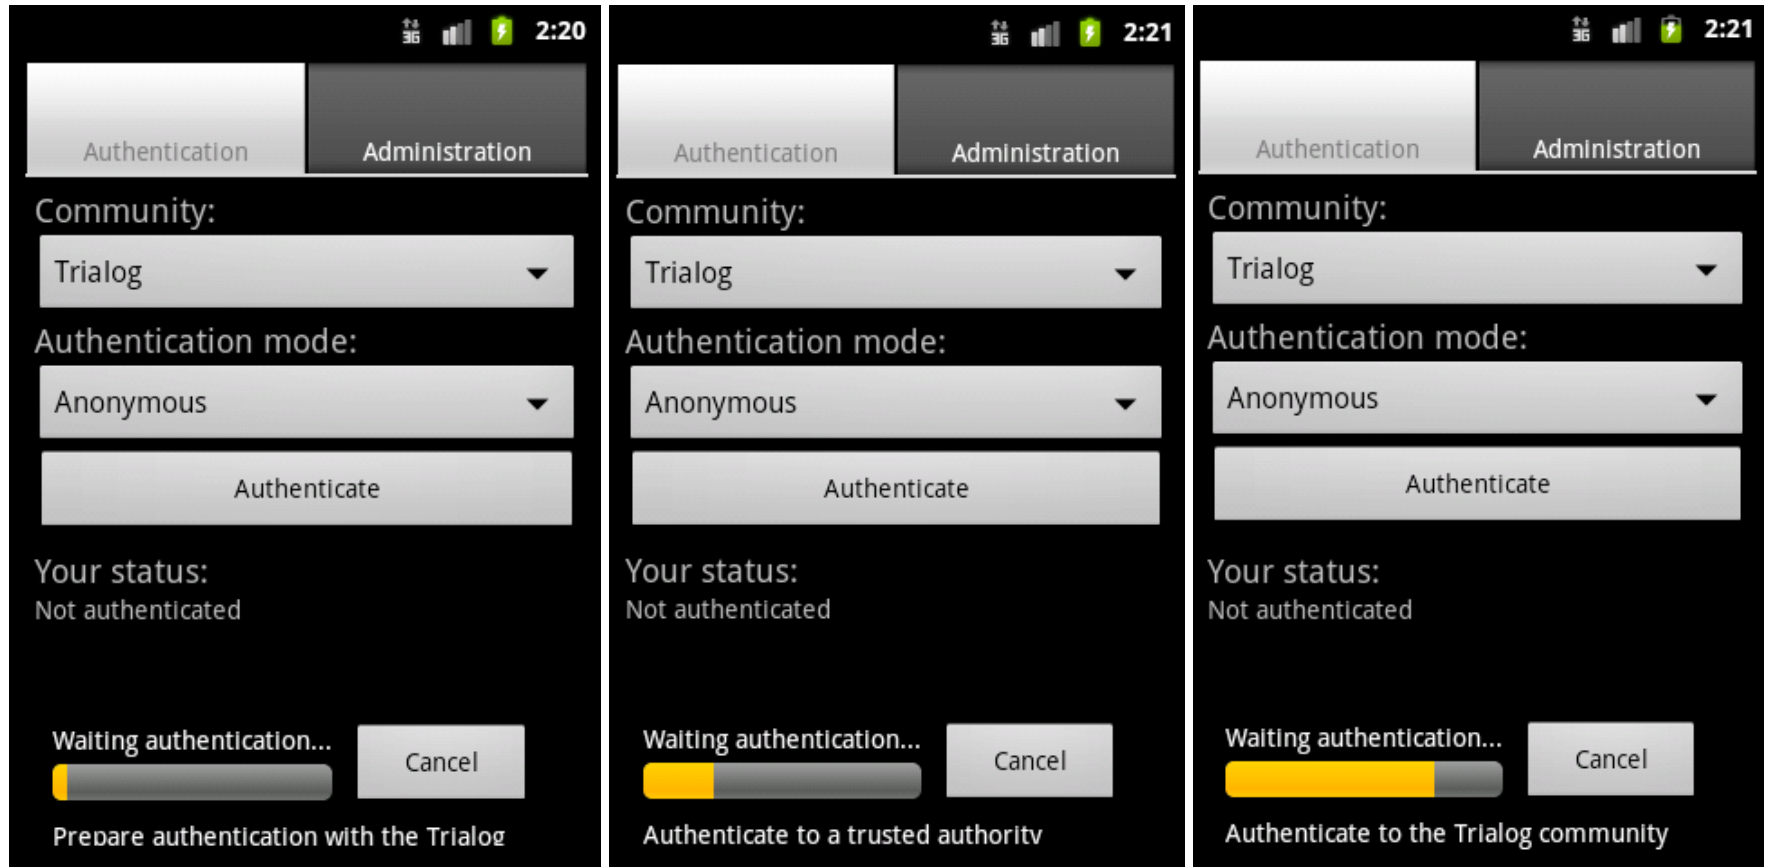 3G 2:20
Authentication Administration
Community:
Trialog
Authentication mode:
Anonymous
Authenticate
Your status:
Not authenticated
Waiting authentication...
Cancel
Prepare authentication with the Trialog
3G 2:21
Authentication Administration
Community:
Trialog
Authentication mode:
Anonymous
Authenticate
Your status:
Not authenticated
Waiting authentication...
Cancel
Authenticate to a trusted authority
3G 2:21
Authentication Administration
Community:
Trialog
Authentication mode:
Anonymous
Authenticate
Your status:
Not authenticated
Waiting authentication...
Cancel
Authenticate to the Trialog community